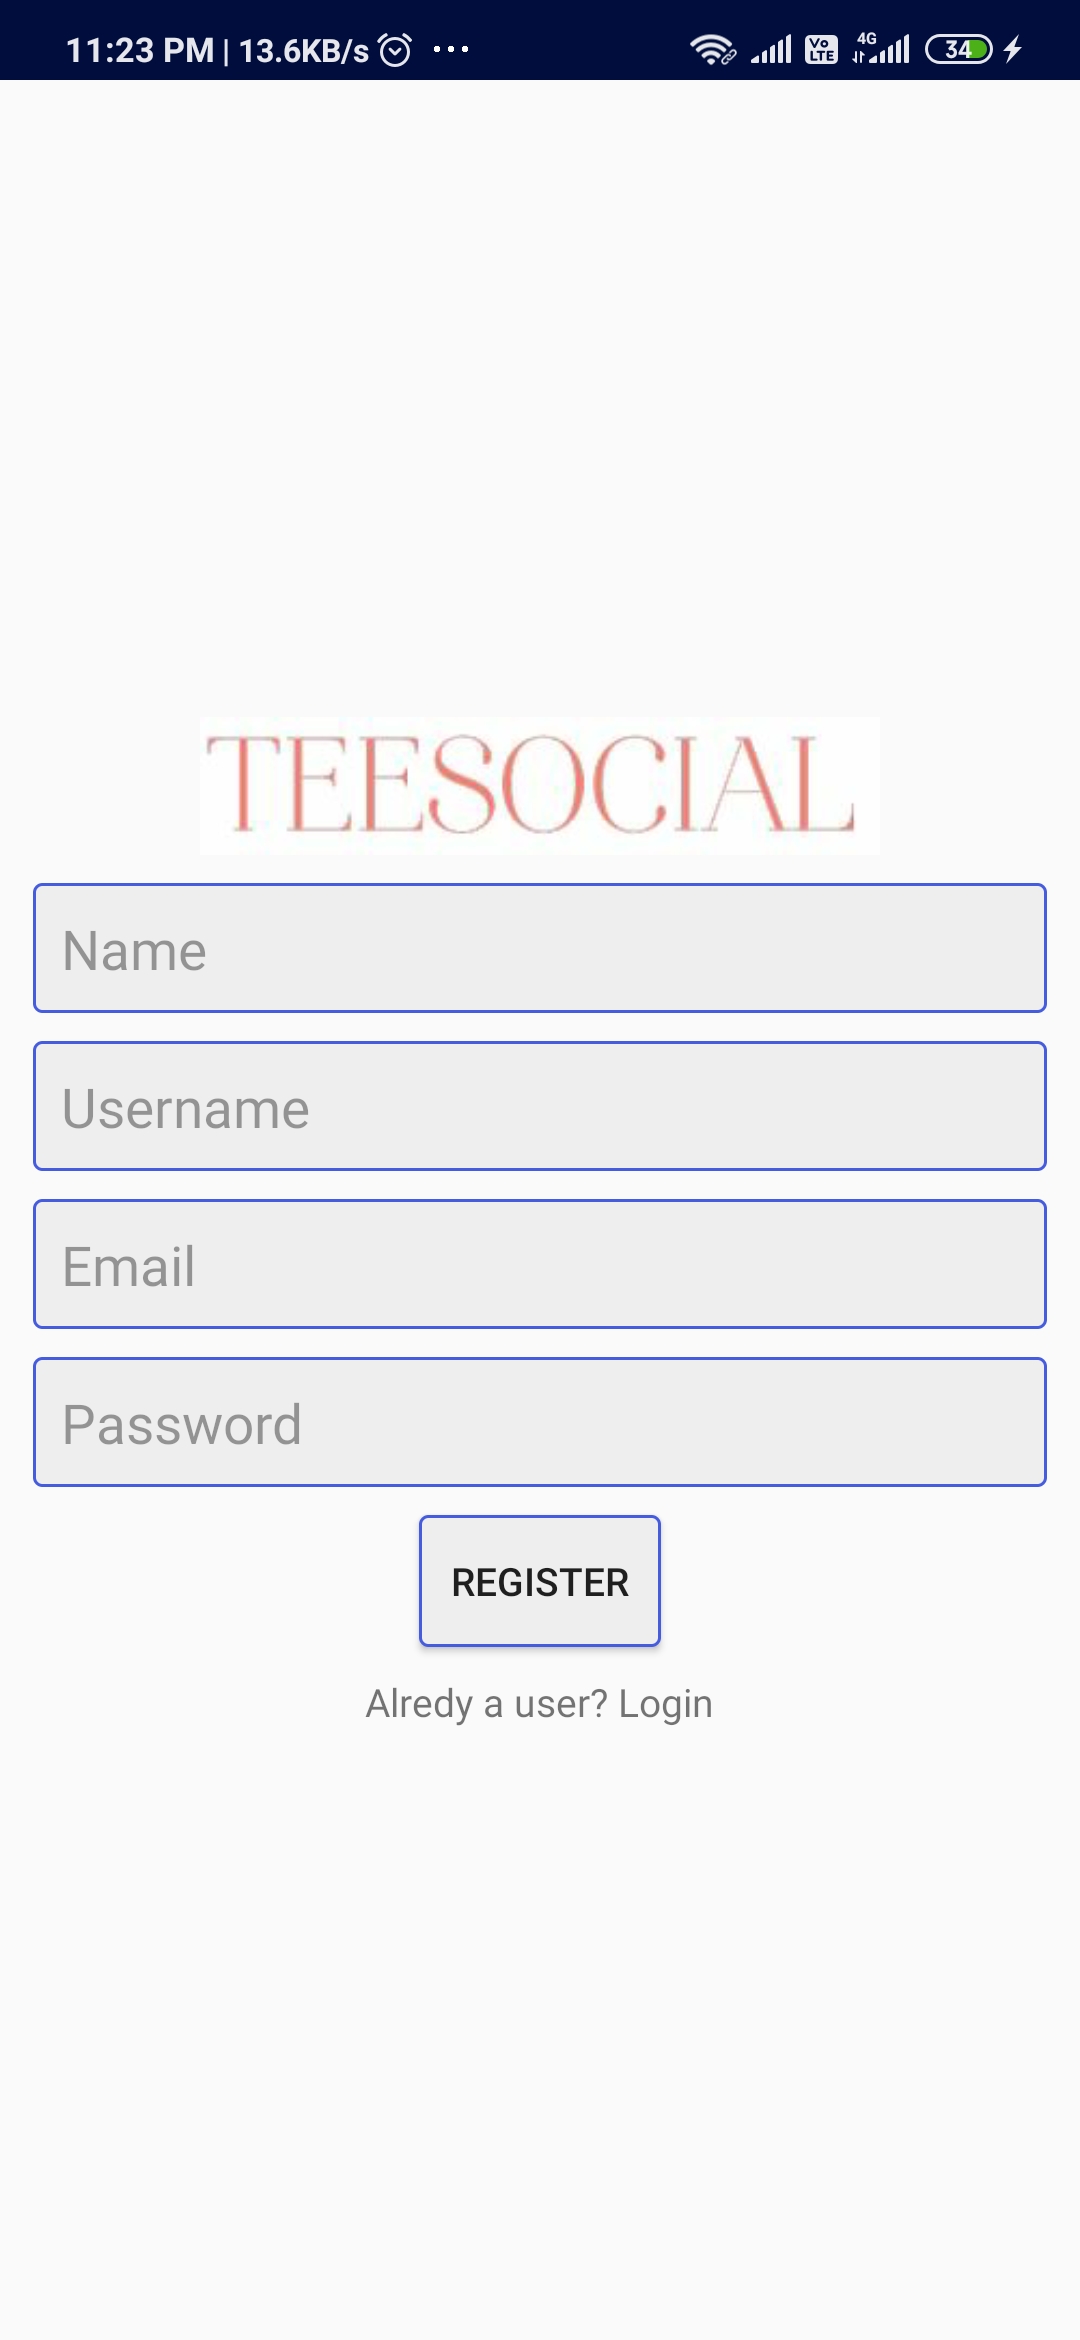 11:23 PM | 13.6KB/s ... Vo LTE 4G 34
TEESOCIAL
Name
Username
Email
Password
REGISTER
Alredy a user? Login